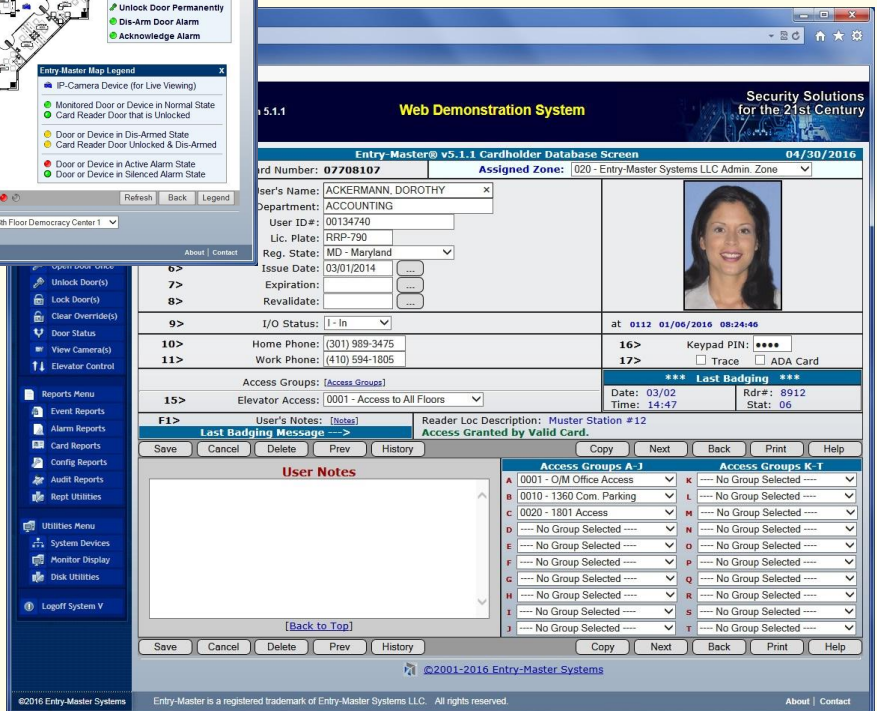 Unlock Door Permanently
Dis-Arm Door Alarm
Acknowledge Alarm
Entry-Master Map Legend X
IP-Camera Device (for Live Viewing)
Monitored Door or Device in Normal State
Card Reader Door that is Unlocked
Door or Device in Dis-Armed State
Card Reader Door Unlocked & Dis-Armed
Door or Device in Active Alarm State
Door or Device in Silenced Alarm State
Refresh Back Legend
Floor Democracy Center 1
About | Contact
5.1.1 Web Demonstration System
Security Solutions
for the 21st Century
Entry-Master® v5.1.1 Cardholder Database Screen 04/30/2016
Number: 07708107 Assigned Zone: 020 - Entry-Master Systems LLC Admin. Zone
User's Name: ACKERMANN, DOROTHY ×
Department: ACCOUNTING
User ID#: 00134740
Lic. Plate: RRP-790
Reg. State: MD - Maryland
6> Issue Date: 03/01/2014 ...
7> Expiration: ...
8> Revalidate: ...
9> I/O Status: I - In at 0112 01/06/2016 08:24:46
10> Home Phone: (301) 989-3475 16> Keypad PIN: ••••
11> Work Phone: (410) 594-1805 17> Trace ADA Card
Access Groups: [Access Groups] *** Last Badging ***
15> Elevator Access: 0001 - Access to All Floors Date: 03/02 Rdr#: 8912
Time: 14:47 Stat: 06
F1> User's Notes: [Notes] Reader Loc Description: Muster Station #12
Last Badging Message ---> Access Granted by Valid Card.
Save Cancel Delete Prev History Copy Next Back Print Help
User Notes
Access Groups A-J Access Groups K-T
A 0001 - O/M Office Access K ---- No Group Selected ----
B 0010 - 1360 Com. Parking L ---- No Group Selected ----
C 0020 - 1801 Access M ---- No Group Selected ----
D ---- No Group Selected ---- N ---- No Group Selected ----
E ---- No Group Selected ---- O ---- No Group Selected ----
F ---- No Group Selected ---- P ---- No Group Selected ----
G ---- No Group Selected ---- Q ---- No Group Selected ----
H ---- No Group Selected ---- R ---- No Group Selected ----
I ---- No Group Selected ---- S ---- No Group Selected ----
J ---- No Group Selected ---- T ---- No Group Selected ----
[Back to Top]
Save Cancel Delete Prev History Copy Next Back Print Help
©2001-2016 Entry-Master Systems
Open Door Once
Unlock Door(s)
Lock Door(s)
Clear Override(s)
Door Status
View Camera(s)
Elevator Control
Reports Menu
Event Reports
Alarm Reports
Card Reports
Config Reports
Audit Reports
Rept Utilities
Utilities Menu
System Devices
Monitor Display
Disk Utilities
Logoff System V
©2016 Entry-Master Systems Entry-Master is a registered trademark of Entry-Master Systems LLC. All rights reserved. About | Contact